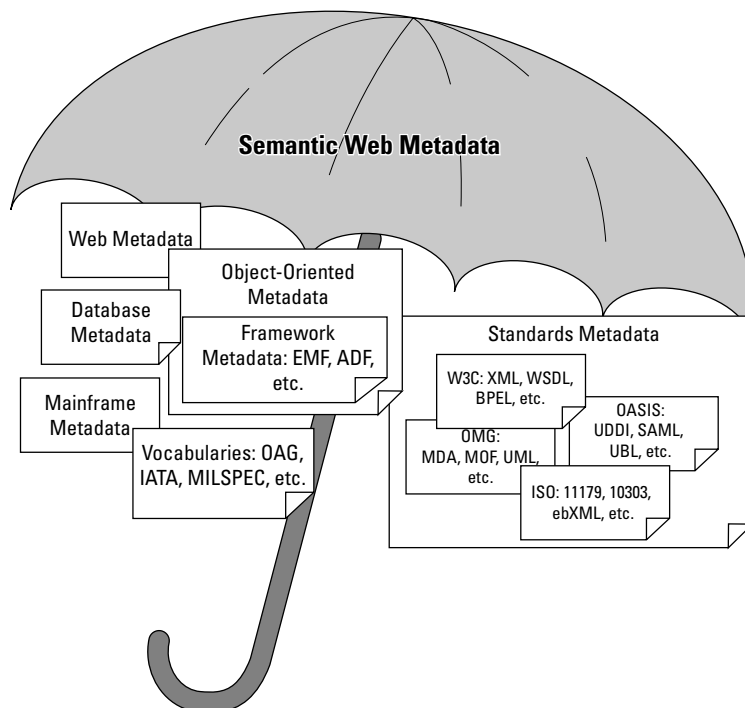 Semantic Web Metadata
Web Metadata
Object-Oriented
Metadata
Database
Metadata
Framework
Metadata: EMF, ADF,
etc.
Mainframe
Metadata
Vocabularies: OAG,
IATA, MILSPEC, etc.
Standards Metadata
W3C: XML, WSDL,
BPEL, etc.
OASIS:
UDDI, SAML,
UBL, etc.
OMG:
MDA, MOF, UML,
etc.
ISO: 11179, 10303,
ebXML, etc.